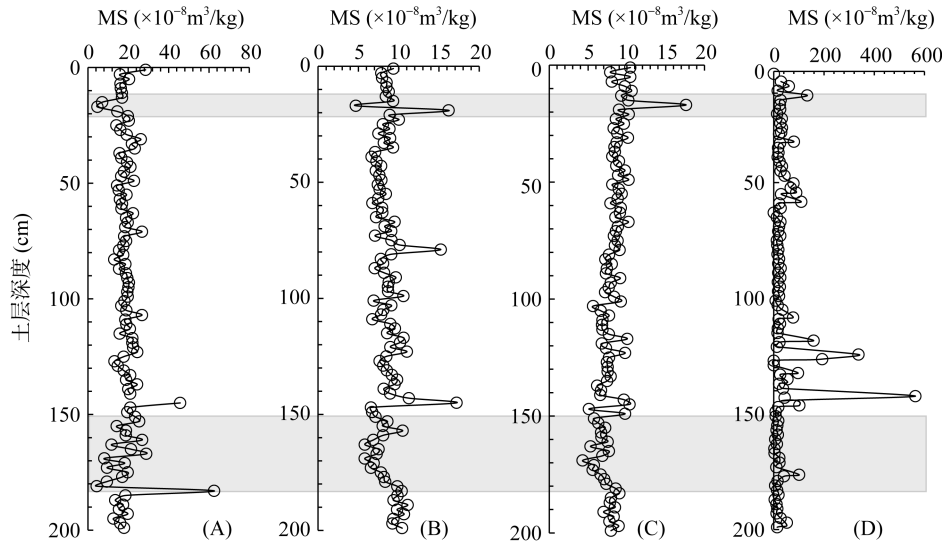 MS (×10⁻⁸m³/kg) MS (×10⁻⁸m³/kg) MS (×10⁻⁸m³/kg) MS (×10⁻⁸m³/kg)
0 20 40 60 80 0 5 10 15 20 0 5 10 15 20 0 200 400 600
0 0 0 0
50 50 50 50
100 100 100 100
150 150 150 150
200 200 200 200
土层深度 (cm)
(A) (B) (C) (D)